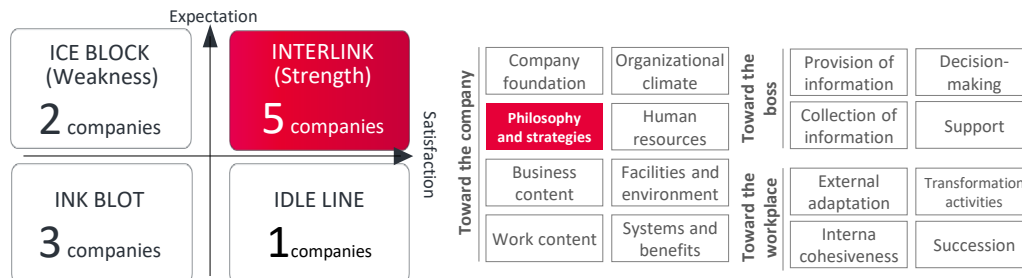 Expectation
ICE BLOCK
(Weakness)
2 companies
INTERLINK
(Strength)
5 companies
Satisfaction
INK BLOT
3 companies
IDLE LINE
1 companies
Toward the company
Company
foundation
Organizational
climate
Philosophy
and strategies
Human
resources
Business
content
Facilities and
environment
Work content
Systems and
benefits
Toward the
boss
Provision of
information
Decision-
making
Collection of
information
Support
Toward the
workplace
External
adaptation
Transformation
activities
Interna
cohesiveness
Succession